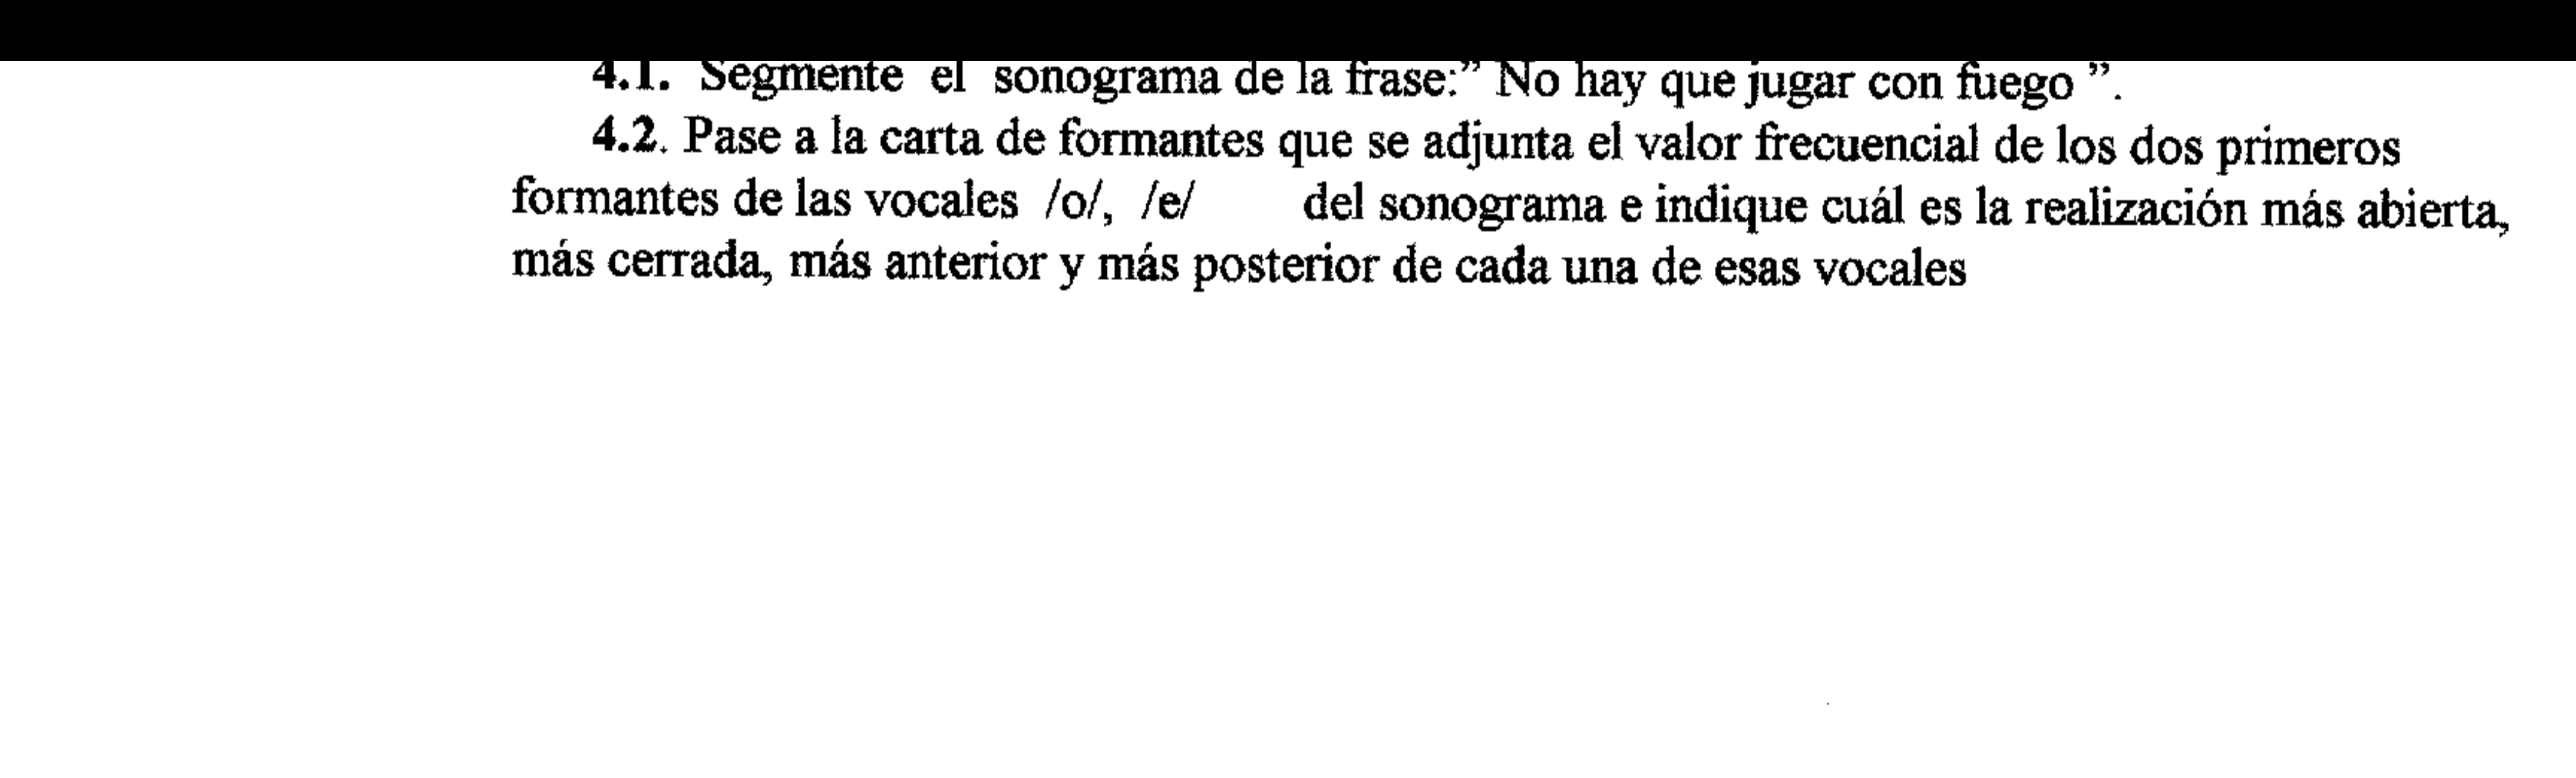 4.1. Segmente el sonograma de la frase:” No hay que jugar con fuego ”.
4.2. Pase a la carta de formantes que se adjunta el valor frecuencial de los dos primeros
formantes de las vocales /o/, /e/ del sonograma e indique cuál es la realización más abierta,
más cerrada, más anterior y más posterior de cada una de esas vocales